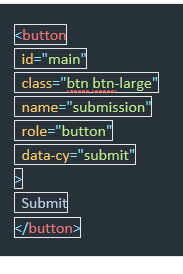 <button
id="main"
class="btn btn-large"
name="submission"
role="button"
data-cy="submit"
>
Submit
</button>